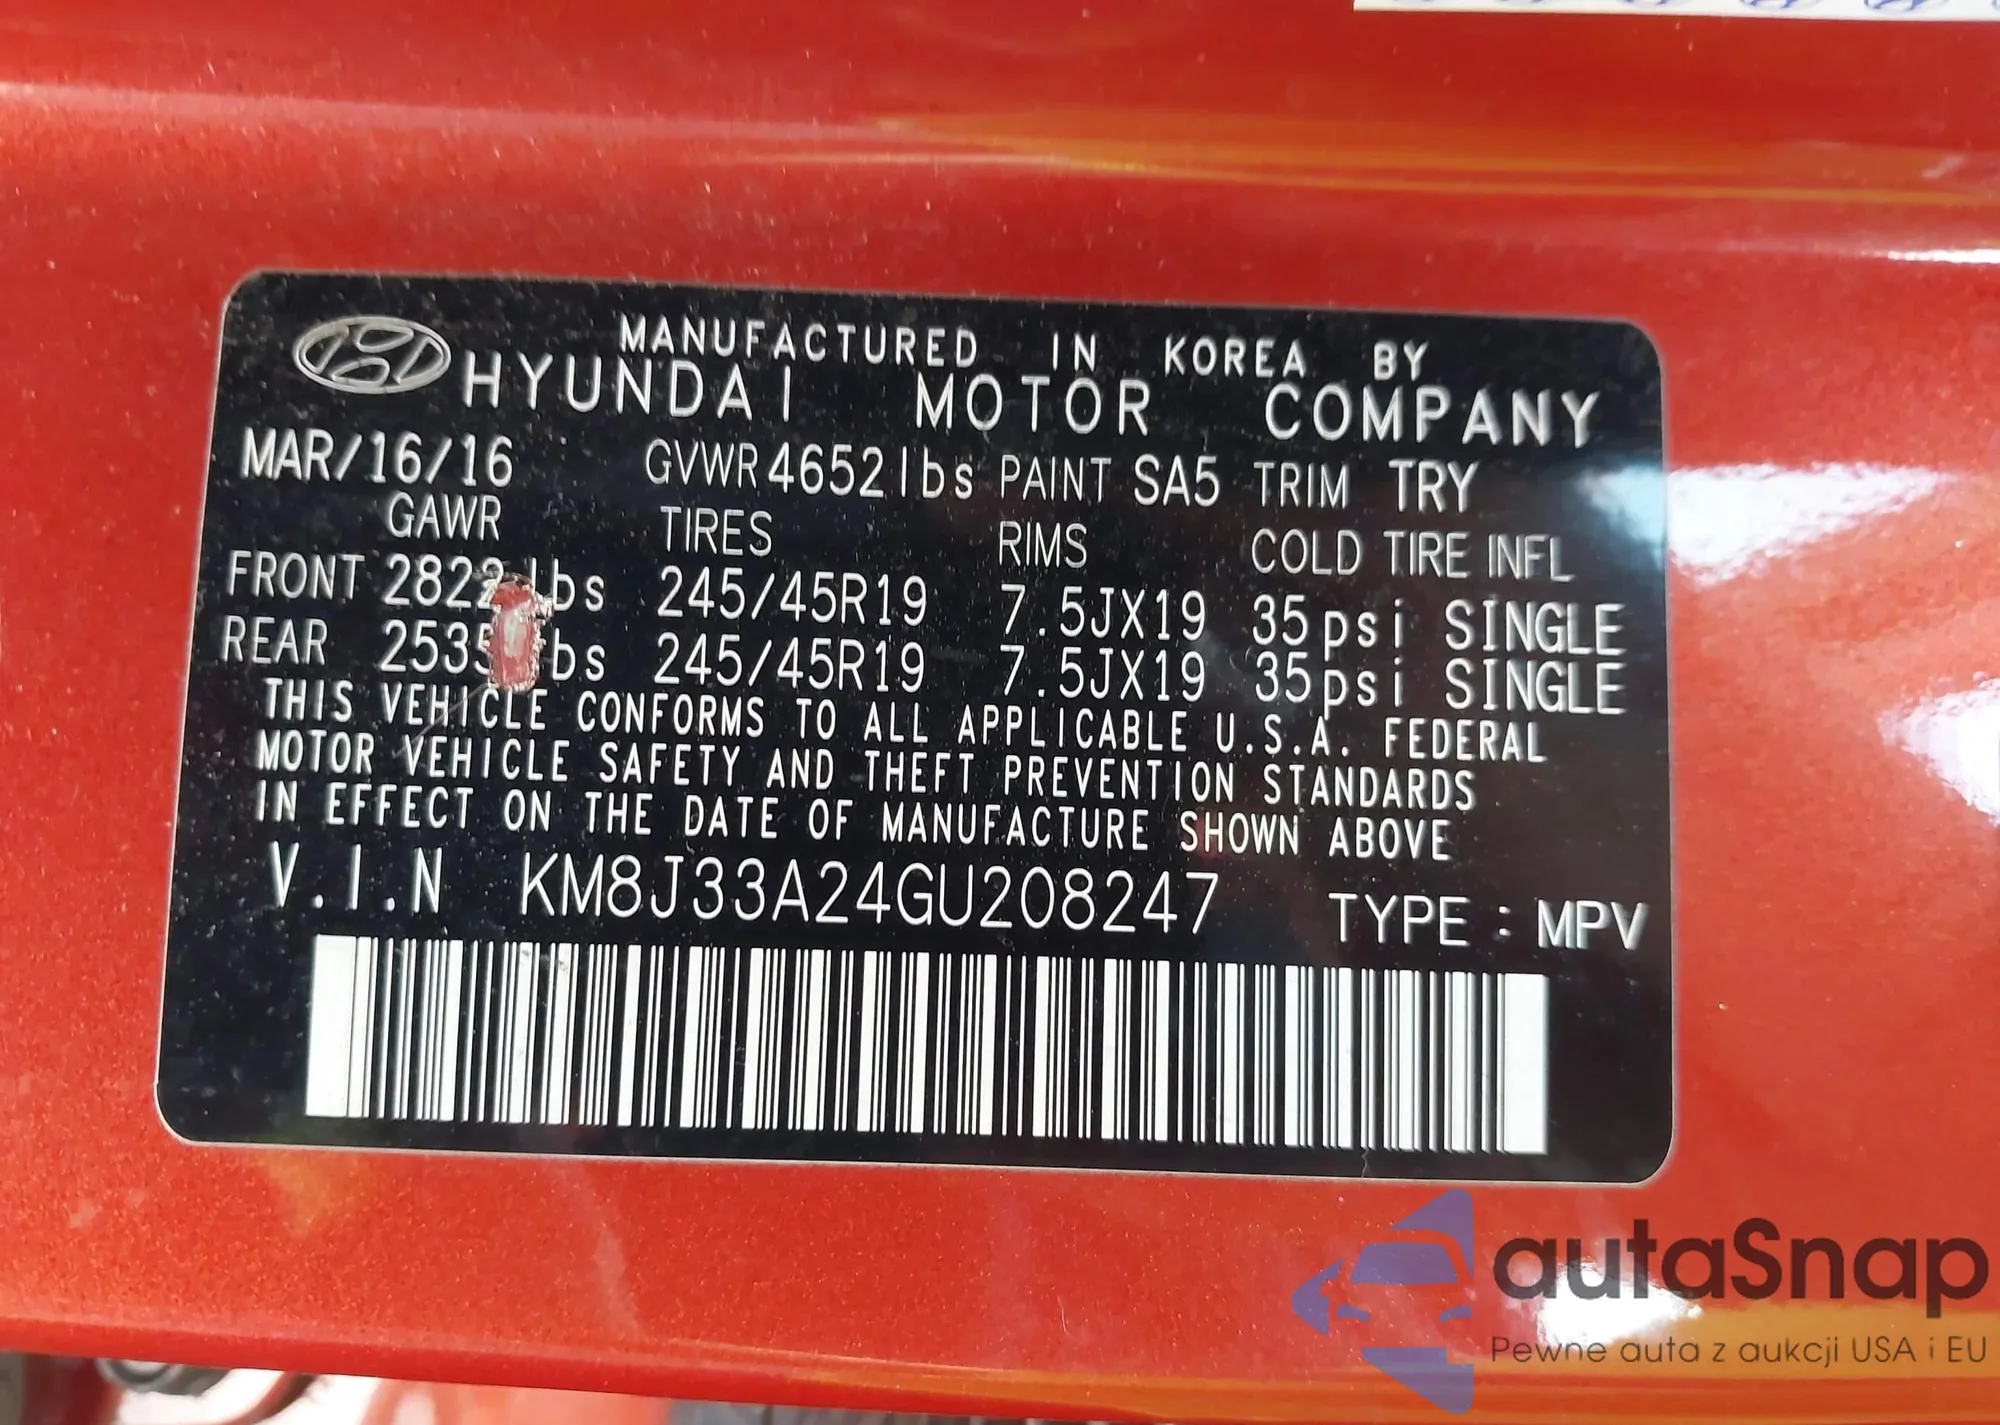 MANUFACTURED IN KOREA BY
HYUNDAI MOTOR COMPANY
MAR/16/16 GVWR 4652lbs PAINT SA5 TRIM TRY
GAWR TIRES RIMS COLD TIRE INFL
FRONT 2822 lbs 245/45R19 7.5JX19 35psi SINGLE
REAR 245/45R19 7.5JX19 35psi SINGLE
THIS VEHICLE CONFORMS TO ALL APPLICABLE U.S.A. FEDERAL
MOTOR VEHICLE SAFETY AND THEFT PREVENTION STANDARDS
IN EFFECT ON THE DATE OF MANUFACTURE SHOWN ABOVE
V.I.N KM8J33A24GU208247 TYPE : MPV
autaSnap
Pewne auta z aukcji USA i EU